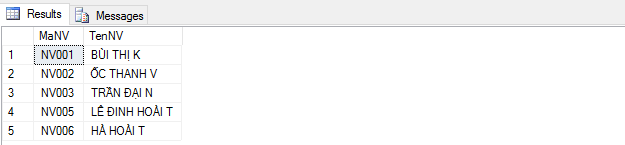 Results Messages
MaNV TenNV
1 NV001 BÙI THỊ K
2 NV002 ỐC THANH V
3 NV003 TRẦN ĐẠI N
4 NV005 LÊ ĐINH HOÀI T
5 NV006 HÀ HOÀI T